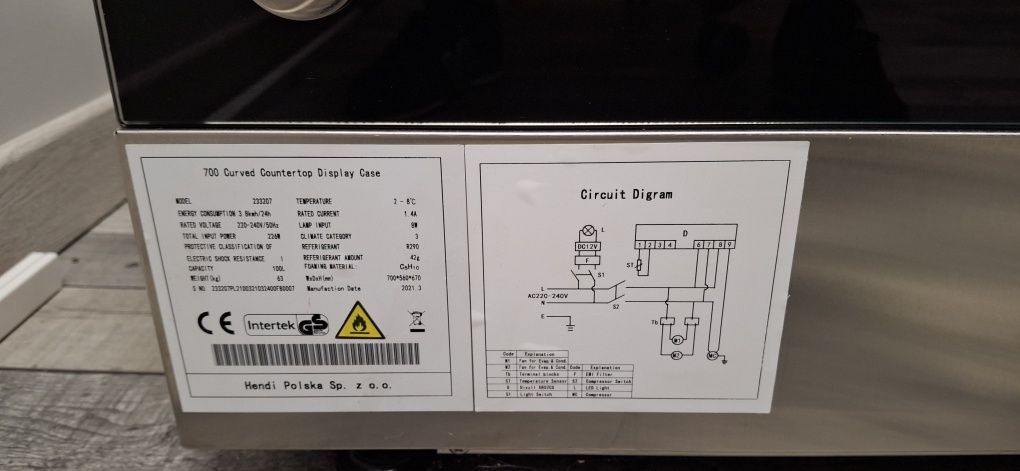 700 Curved Countertop Display Case
MODEL 233207 TEMPERATURE 2 - 8℃
ENERGY CONSUMPTION 3.8kwh/24h RATED CURRENT 1.4A
RATED VOLTAGE 220-240V/50Hz LAMP INPUT 9W
TOTAL INPUT POWER 226W CLIMATE CATEGORY 3
PROTECTIVE CLASSIFICATION OF REFRIGERANT R290
ELECTRIC SHOCK RESISTANCE I REFRIGERANT AMOUNT 42g
CAPACITY 100L FOAMING MATERIAL: C5H10
WEIGHT(kg) 63 WxDxH(mm) 700*560*670
S NO. Manufaction Date 2021.3
CE Intertek GS
Hendi Polska Sp. z o.o.
Circuit Digram
L
D
DC12V
1 2 3 4 6 7 8 9
F
ST
S1
L
AC220-240V
N
S2
E
Tb
M1
M2
MC
Code Explanation
M1 Fan for Evap.& Cond.
M2 Fan for Evap.& Cond. Code Explanation
Tb Terminal blocks F EMI Filter
ST Temperature Sensor S2 Compressor Switch
D L LED Light
S1 Light Switch MC Compressor